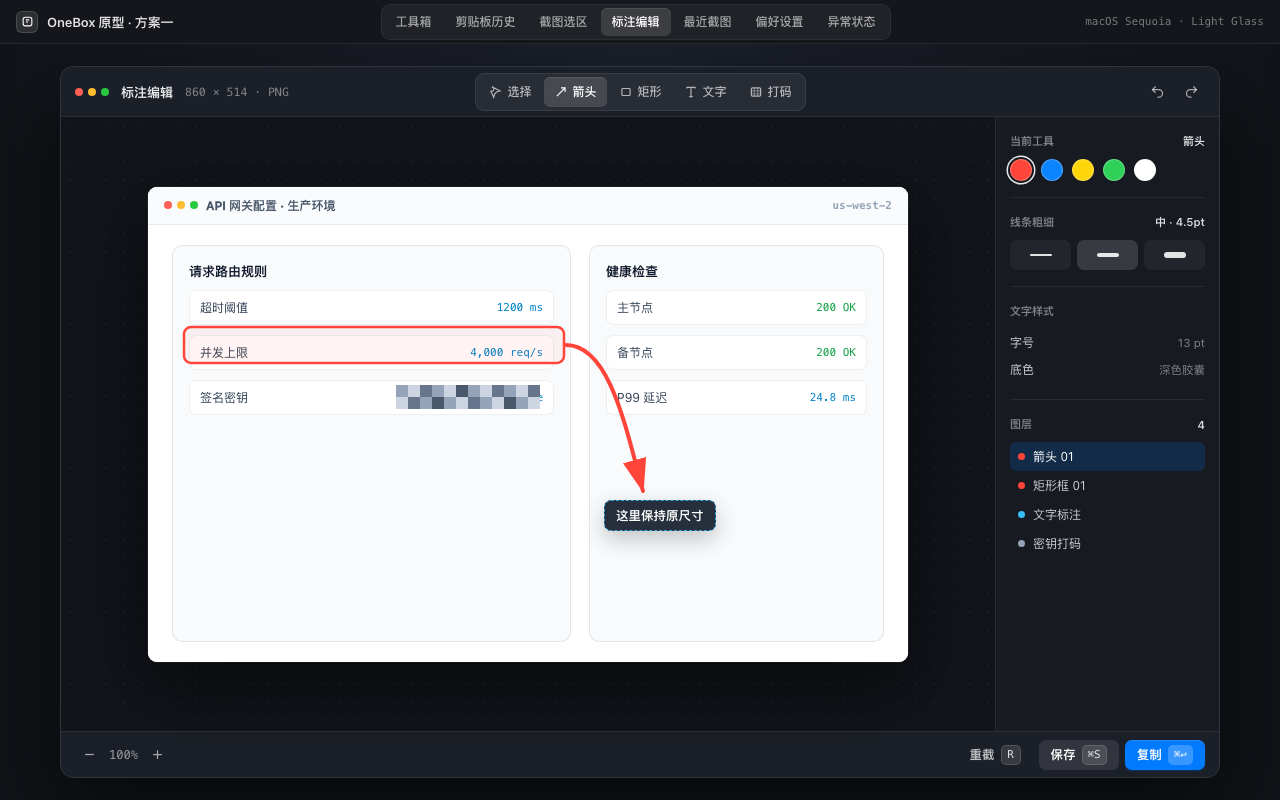 OneBox 原型 · 方案一
工具箱 剪贴板历史 截图选区 标注编辑 最近截图 偏好设置 异常状态
macOS Sequoia · Light Glass
标注编辑 860 × 514 · PNG
选择 箭头 矩形 文字 打码
API 网关配置 · 生产环境
us-west-2
请求路由规则
超时阈值 1200 ms
并发上限 4,000 req/s
签名密钥
健康检查
主节点 200 OK
备节点 200 OK
P99 延迟 24.8 ms
这里保持原尺寸
当前工具 箭头
线条粗细 中 · 4.5pt
文字样式
字号 13 pt
底色 深色胶囊
图层 4
箭头 01
矩形框 01
文字标注
密钥打码
− 100% +
重截 R
保存 ⌘S
复制 ⌘↩